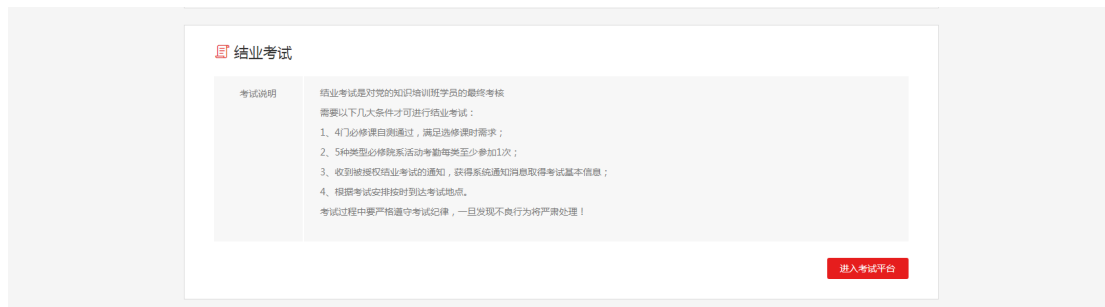 结业考试
考试说明
结业考试是对党的知识培训班学员的最终考核
需要以下几大条件才可进行结业考试：
1、4门必修课自测通过，满足选修课时需求；
2、5种类型必修院系活动考勤每类至少参加1次；
3、收到被授权结业考试的通知，获得系统通知消息取得考试基本信息；
4、根据考试安排按时到达考试地点。
考试过程中要严格遵守考试纪律，一旦发现不良行为将严肃处理！
进入考试平台